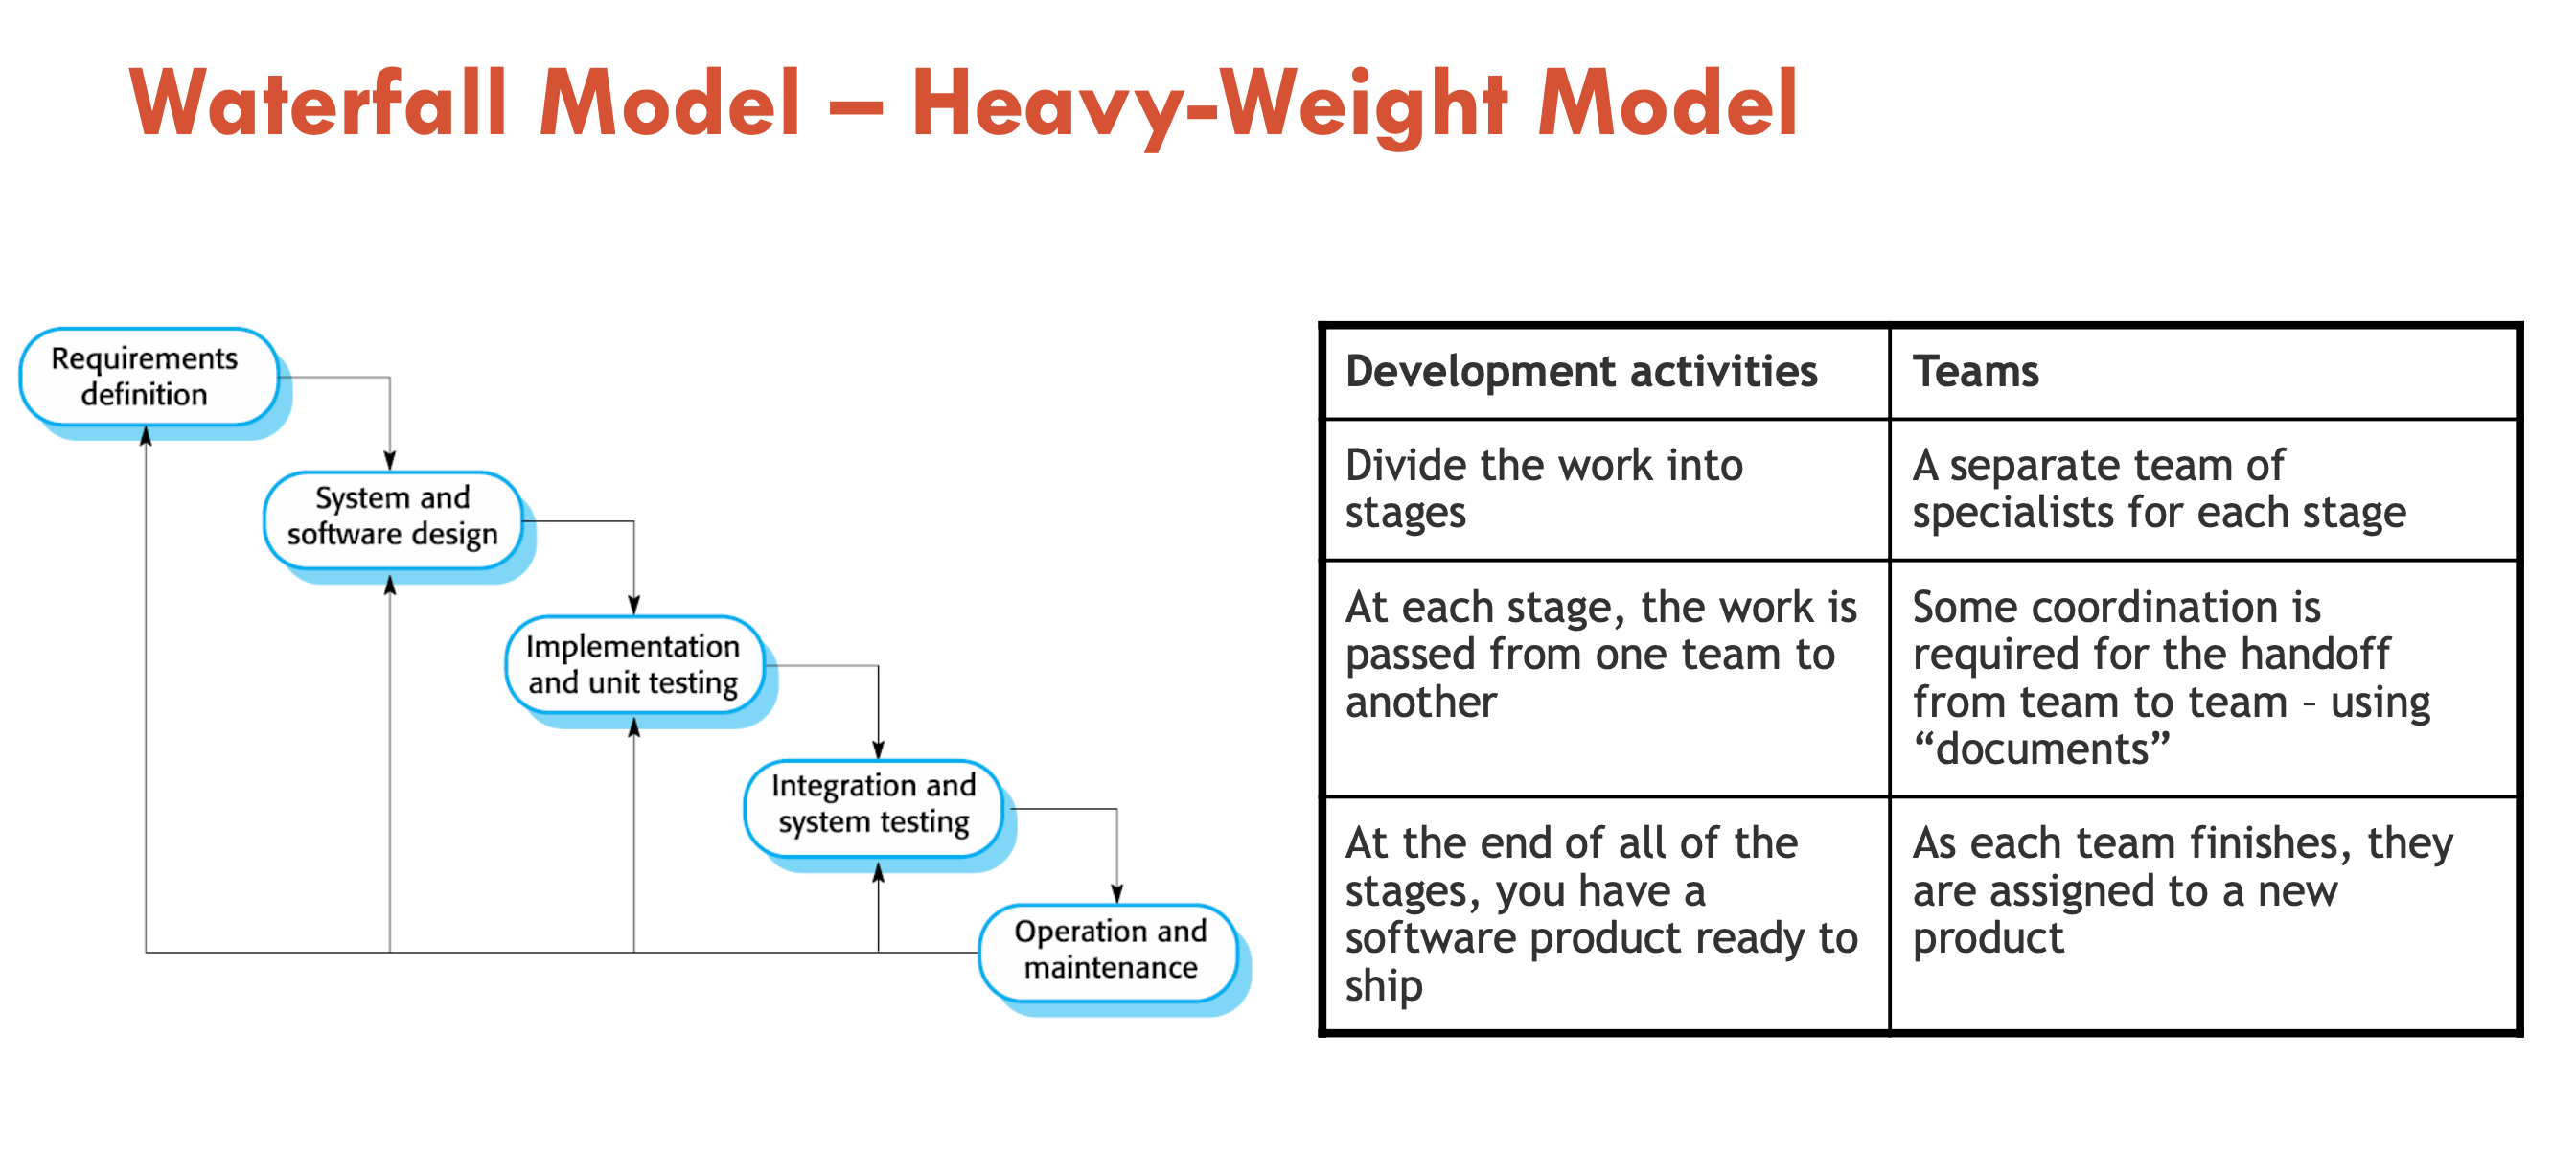 Waterfall Model – Heavy-Weight Model
Requirements
definition
System and
software design
Implementation
and unit testing
Integration and
system testing
Operation and
maintenance
Development activities
Teams
Divide the work into
stages
A separate team of
specialists for each stage
At each stage, the work is
passed from one team to
another
Some coordination is
required for the handoff
from team to team – using
“documents”
At the end of all of the
stages, you have a
software product ready to
ship
As each team finishes, they
are assigned to a new
product